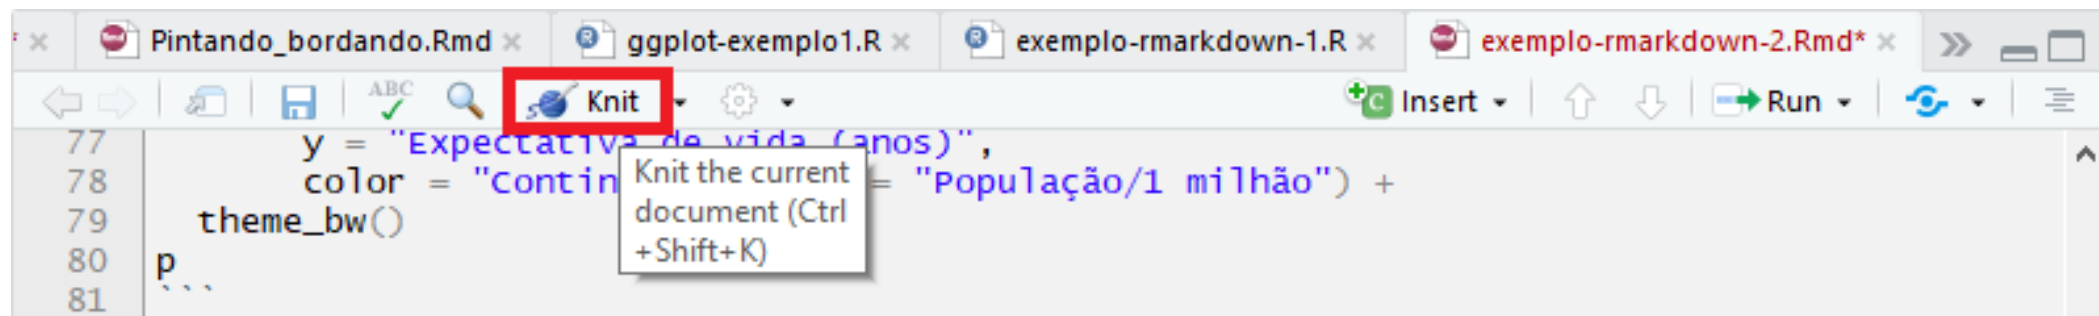 Pintando_bordando.Rmd ggplot-exemplo1.R exemplo-rmarkdown-1.R exemplo-rmarkdown-2.Rmd*
ABC Knit Insert Run
77 y = "Expectativa de vida (anos)",
78 color = "Contin = "População/1 milhão") +
79 theme_bw()
80 p
81 ```
Knit the current
document (Ctrl
+Shift+K)